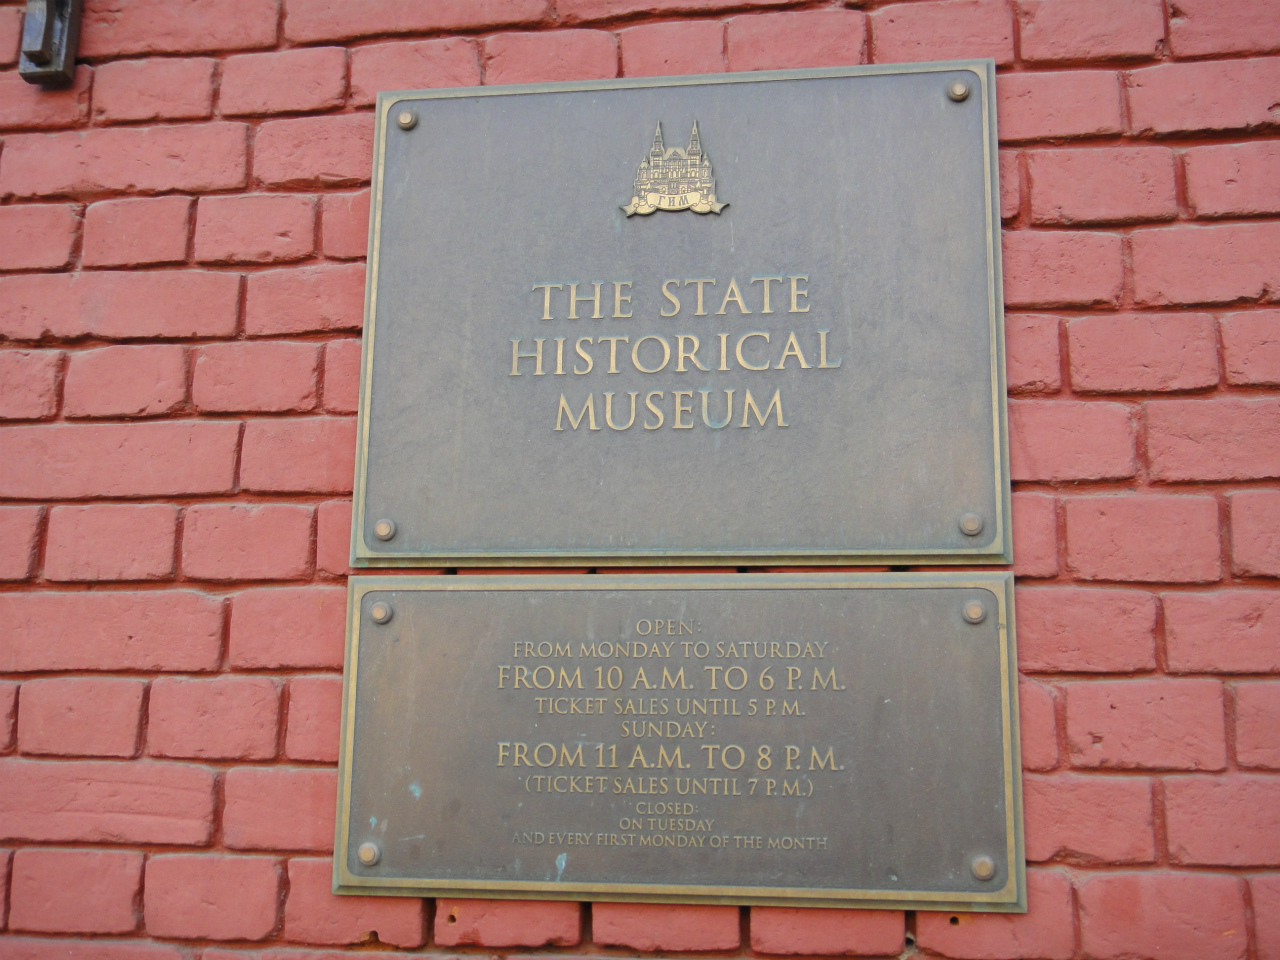 ГИМ
THE STATE
HISTORICAL
MUSEUM
OPEN:
FROM MONDAY TO SATURDAY
FROM 10 A.M. TO 6 P.M.
TICKET SALES UNTIL 5 P.M.
SUNDAY:
FROM 11 A.M. TO 8 P.M.
(TICKET SALES UNTIL 7 P.M.)
CLOSED:
ON TUESDAY
AND EVERY FIRST MONDAY OF THE MONTH